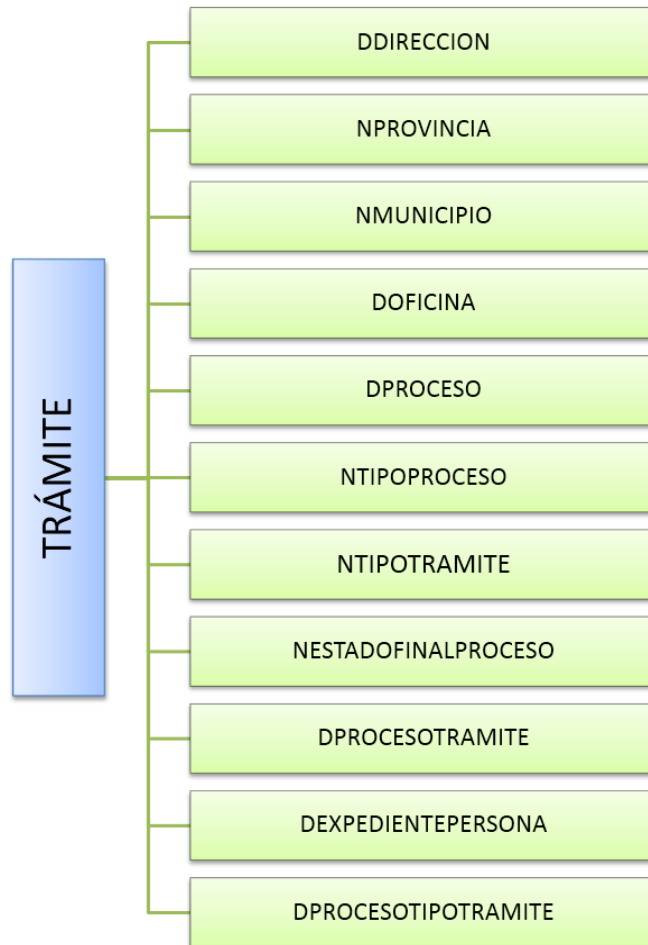 DDIRECCION
NPROVINCIA
NMUNICIPIO
DOFICINA
DPROCESO
TRÁMITE
NTIPOPROCESO
NTIPOTRAMITE
NESTADOFINALPROCESO
DPROCESOTRAMITE
DEXPEDIENTEPERSONA
DPROCESOTIPOTRAMITE